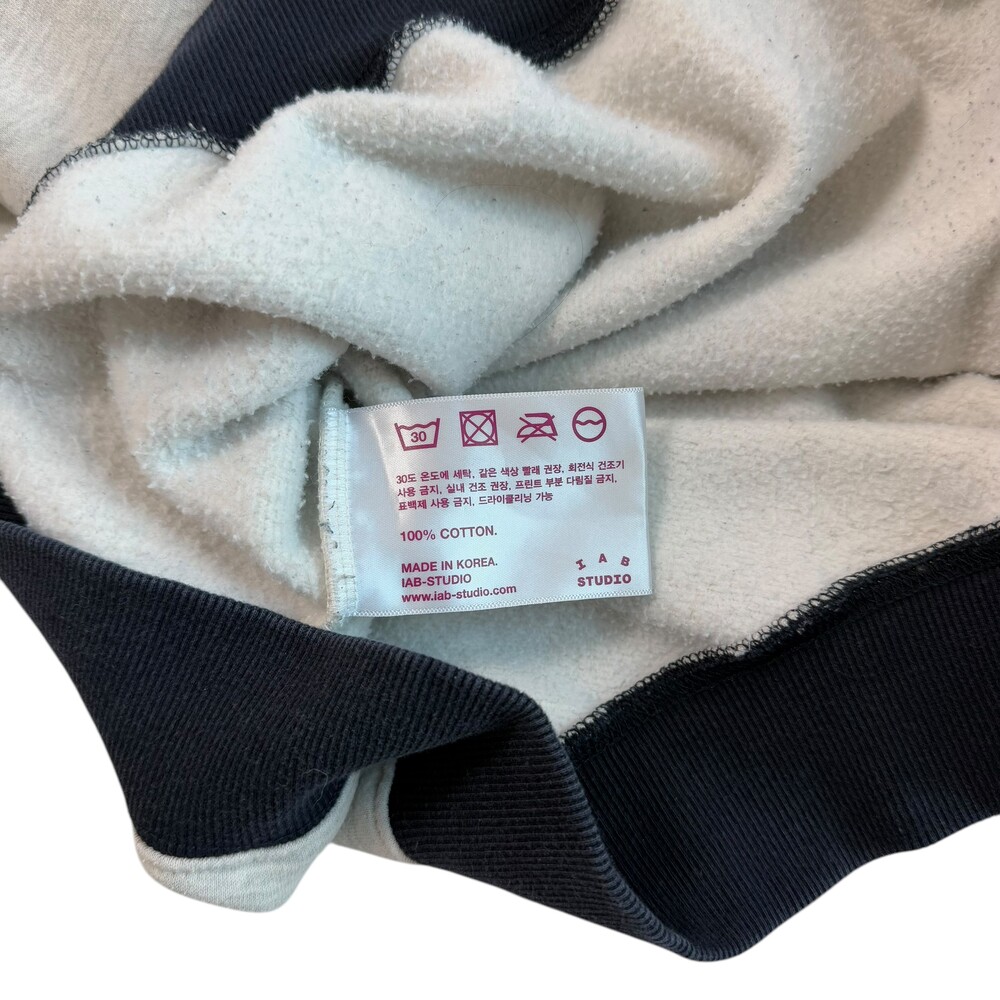 30
30도 온도에 세탁, 같은 색상 빨래 권장, 회전식 건조기
사용 금지, 실내 건조 권장, 프린트 부분 다림질 금지,
표백제 사용 금지, 드라이클리닝 가능
100% COTTON.
MADE IN KOREA.
IAB-STUDIO
www.iab-studio.com
IAB
STUDIO